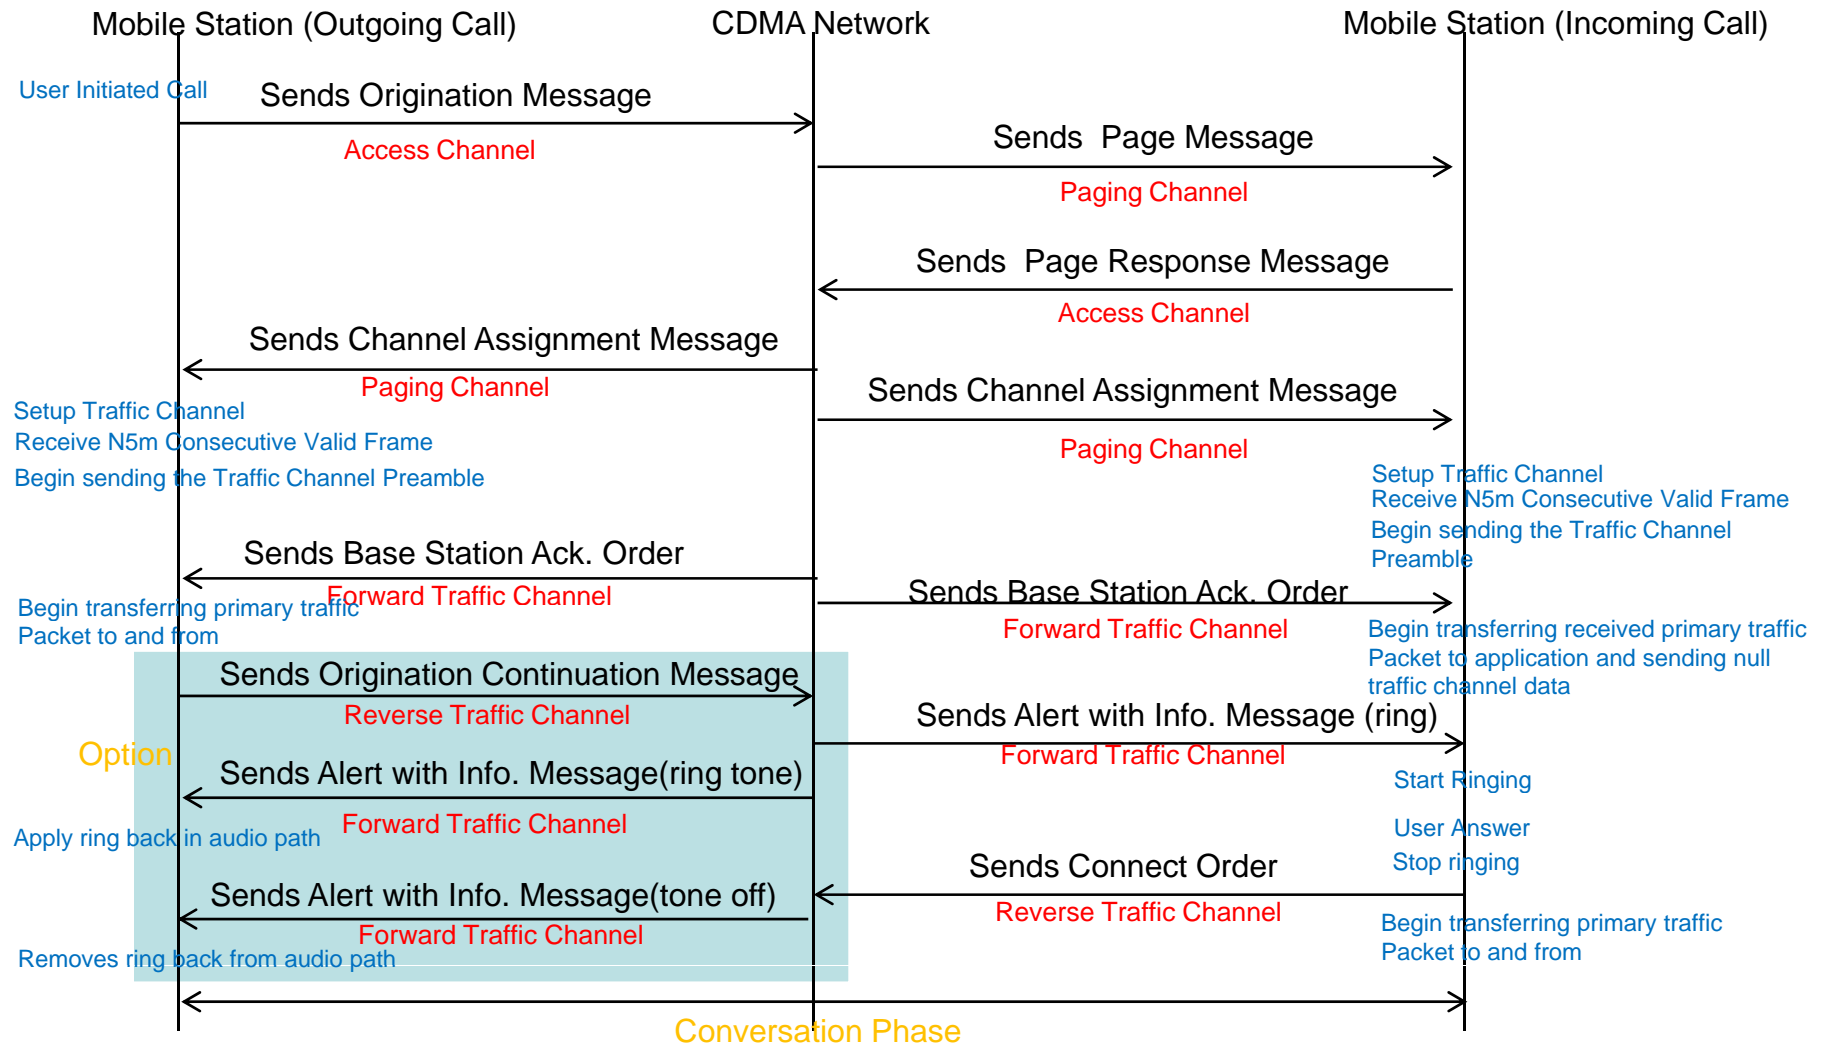 Mobile Station (Outgoing Call)
CDMA Network
Mobile Station (Incoming Call)
User Initiated Call
Sends Origination Message
Access Channel
Sends  Page Message
Paging Channel
Sends  Page Response Message
Access Channel
Sends Channel Assignment Message
Paging Channel
Sends Channel Assignment Message
Paging Channel
Setup Traffic Channel
Receive N5m Consecutive Valid Frame
Begin sending the Traffic Channel Preamble
Setup Traffic Channel
Receive N5m Consecutive Valid Frame
Begin sending the Traffic Channel
Preamble
Sends Base Station Ack. Order
Forward Traffic Channel
Sends Base Station Ack. Order
Forward Traffic Channel
Begin transferring primary traffic
Packet to and from
Begin transferring received primary traffic
Packet to application and sending null
traffic channel data
Sends Origination Continuation Message
Reverse Traffic Channel
Sends Alert with Info. Message (ring)
Forward Traffic Channel
Option
Sends Alert with Info. Message(ring tone)
Forward Traffic Channel
Start Ringing
Apply ring back in audio path
User Answer
Stop ringing
Sends Connect Order
Reverse Traffic Channel
Sends Alert with Info. Message(tone off)
Forward Traffic Channel
Begin transferring primary traffic
Packet to and from
Removes ring back from audio path
Conversation Phase